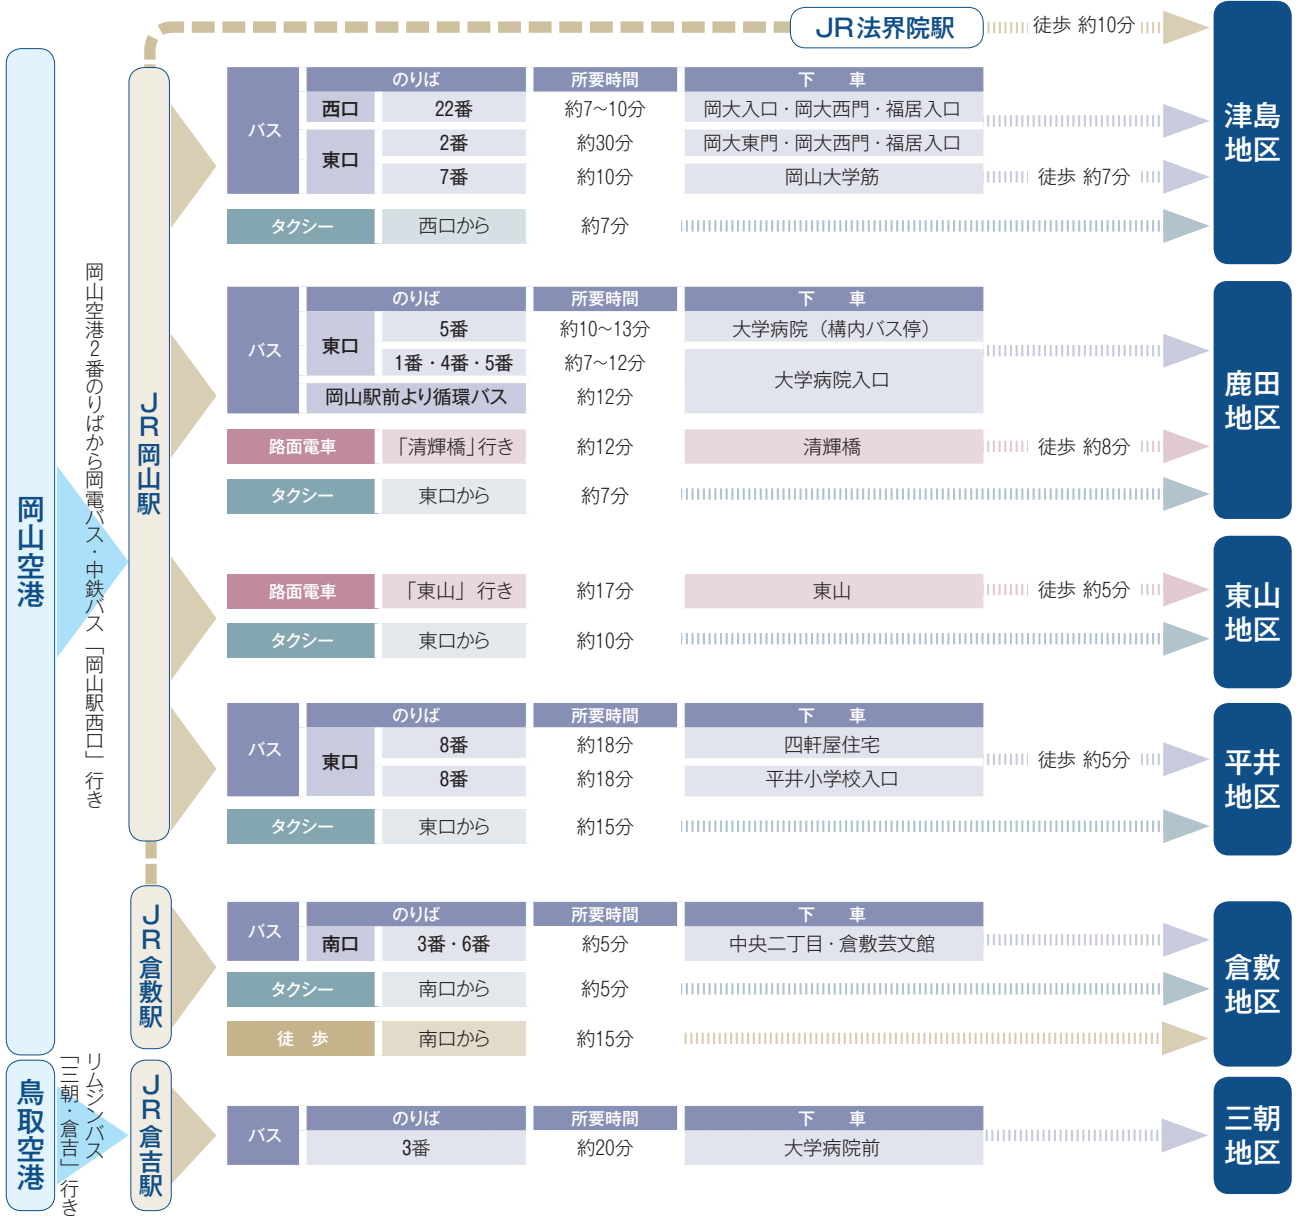 岡山空港
岡山空港2番のりばから岡電バス・中鉄バス「岡山駅西口」行き
JR岡山駅
JR法界院駅
徒歩 約10分
津島
地区
バス
のりば 所要時間 下 車
西口 22番 約7~10分 岡大入口・岡大西門・福居入口
東口 2番 約30分 岡大東門・岡大西門・福居入口
7番 約10分 岡山大学筋 徒歩 約7分
タクシー 西口から 約7分
鹿田
地区
バス
のりば 所要時間 下 車
東口 5番 約10~13分 大学病院（構内バス停）
1番・4番・5番 約7~12分 大学病院入口
岡山駅前より循環バス 約12分
路面電車 「清輝橋」行き 約12分 清輝橋 徒歩 約8分
タクシー 東口から 約7分
東山
地区
路面電車 「東山」行き 約17分 東山 徒歩 約5分
タクシー 東口から 約10分
平井
地区
バス
のりば 所要時間 下 車
東口 8番 約18分 四軒屋住宅 徒歩 約5分
8番 約18分 平井小学校入口
タクシー 東口から 約15分
JR倉敷駅
倉敷
地区
バス
のりば 所要時間 下 車
南口 3番・6番 約5分 中央二丁目・倉敷芸文館
タクシー 南口から 約5分
徒 歩 南口から 約15分
鳥取空港
リムジンバス
「三朝・倉吉」行き
JR倉吉駅
三朝
地区
バス
のりば 所要時間 下 車
3番 約20分 大学病院前